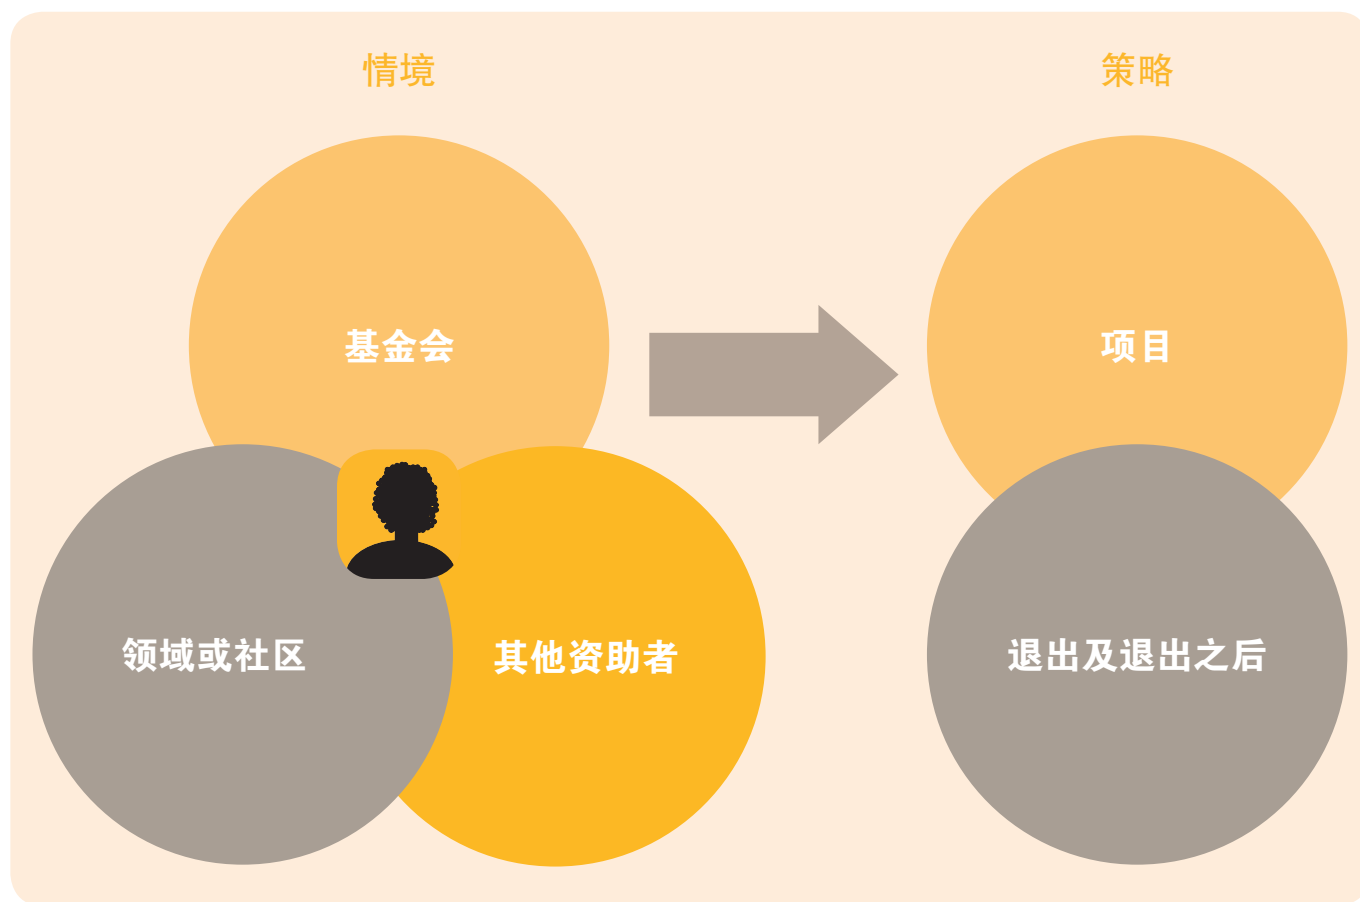 情境
策略
基金会
项目
领域或社区
其他资助者
退出及退出之后